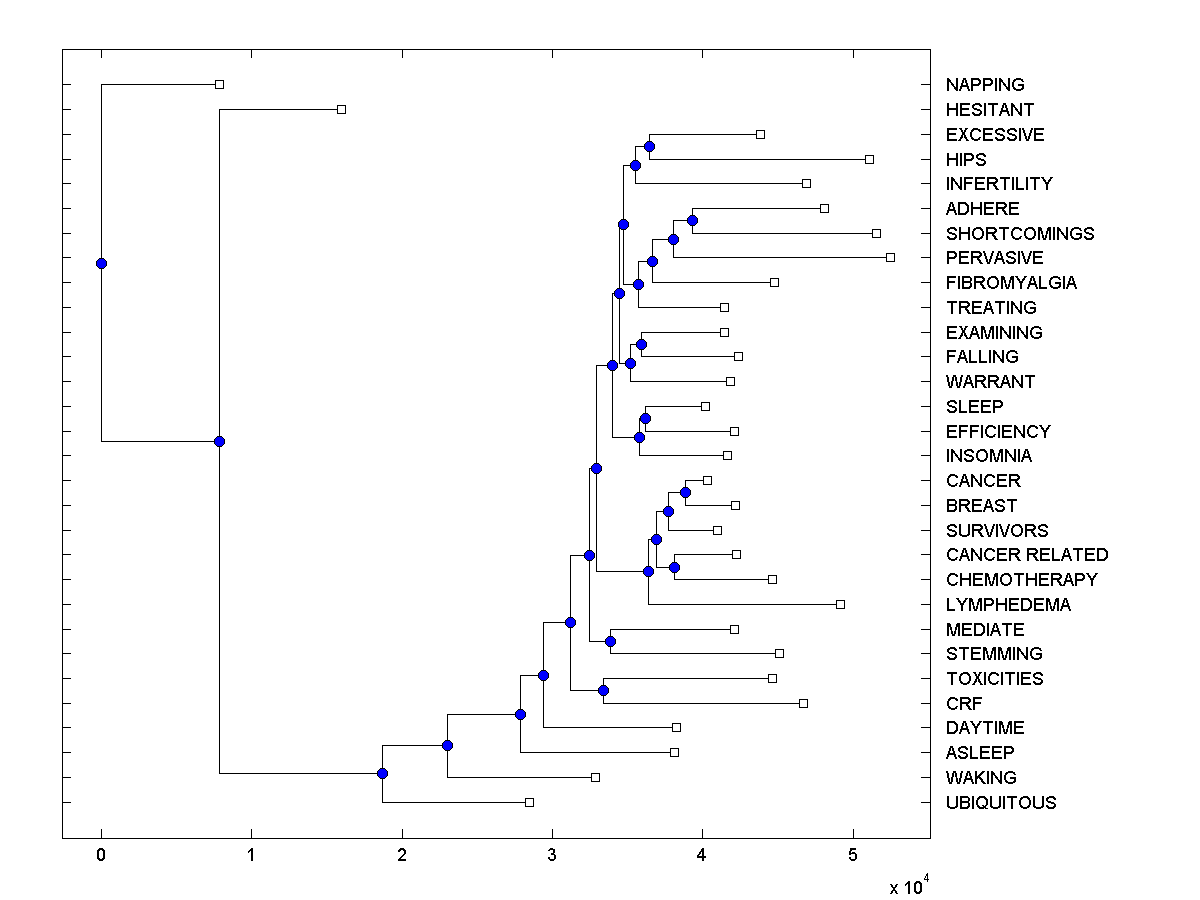 NAPPING
HESITANT
EXCESSIVE
HIPS
INFERTILITY
ADHERE
SHORTCOMINGS
PERVASIVE
FIBROMYALGIA
TREATING
EXAMINING
FALLING
WARRANT
SLEEP
EFFICIENCY
INSOMNIA
CANCER
BREAST
SURVIVORS
CANCER RELATED
CHEMOTHERAPY
LYMPHEDEMA
MEDIATE
STEMMING
TOXICITIES
CRF
DAYTIME
ASLEEP
WAKING
UBIQUITOUS
0 1 2 3 4 5
x 10^4